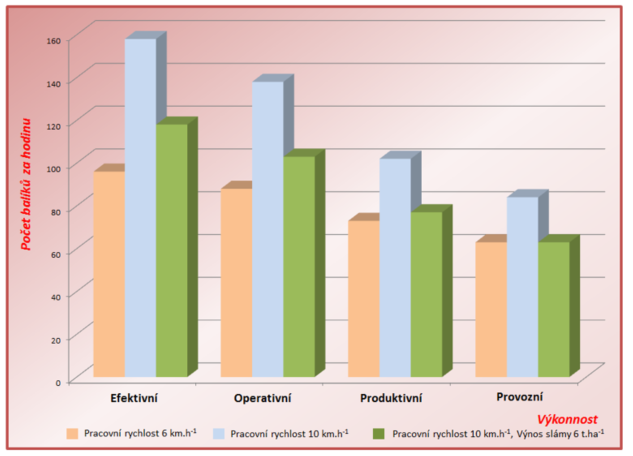 160
140
120
100
80
60
40
20
0
Počet balíků za hodinu
Efektivní Operativní Produktivní Provozní
Výkonnost
Pracovní rychlost 6 km.h-1 Pracovní rychlost 10 km.h-1 Pracovní rychlost 10 km.h-1, Výnos slámy 6 t.ha-1